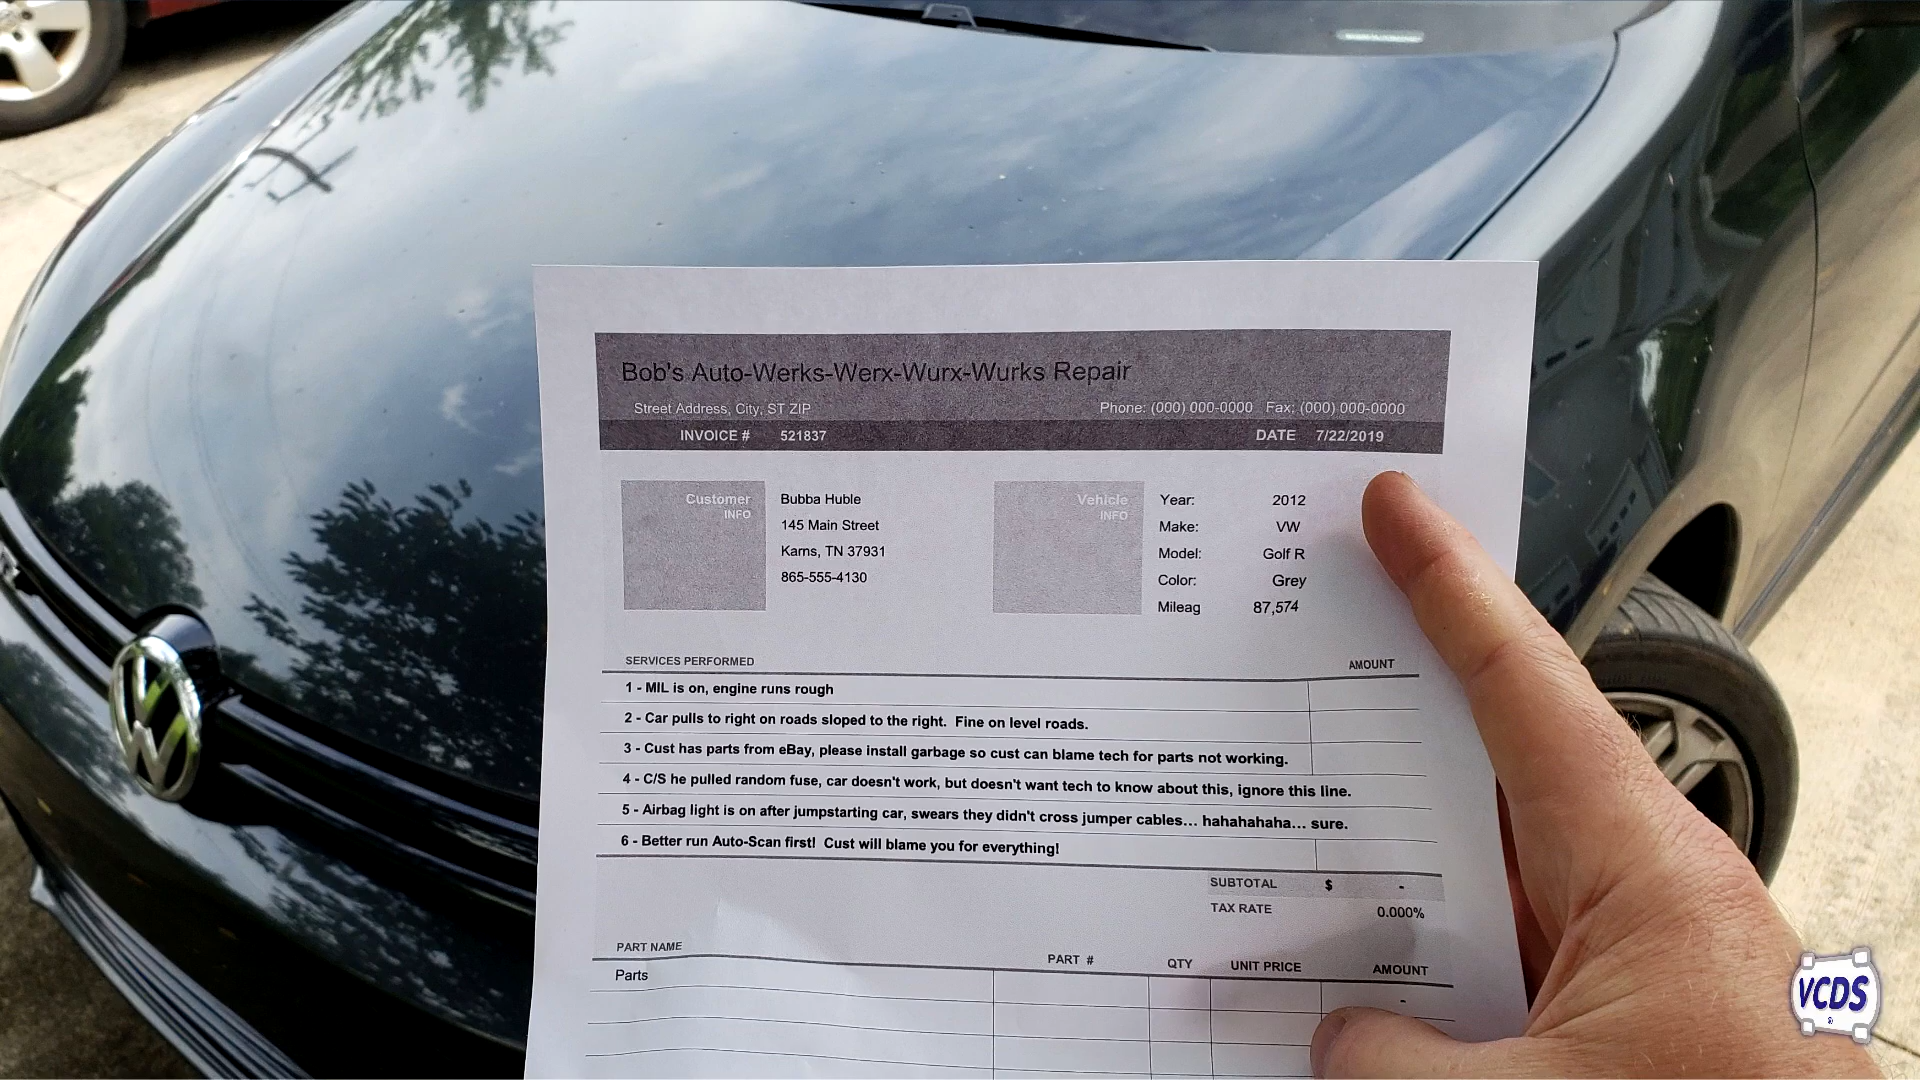 Bob's Auto-Werks-Werx-Wurx-Wurks Repair
Street Address, City, ST ZIP Phone: (000) 000-0000 Fax: (000) 000-0000
INVOICE # 521837 DATE 7/22/2019
Customer INFO
Bubba Huble
145 Main Street
Karns, TN 37931
865-555-4130
Vehicle INFO
Year: 2012
Make: VW
Model: Golf R
Color: Grey
Mileag 87,574
SERVICES PERFORMED AMOUNT
1 - MIL is on, engine runs rough
2 - Car pulls to right on roads sloped to the right. Fine on level roads.
3 - Cust has parts from eBay, please install garbage so cust can blame tech for parts not working.
4 - C/S he pulled random fuse, car doesn't work, but doesn't want tech to know about this, ignore this line.
5 - Airbag light is on after jumpstarting car, swears they didn't cross jumper cables... hahahahaha... sure.
6 - Better run Auto-Scan first! Cust will blame you for everything!
SUBTOTAL $ -
TAX RATE 0.000%
PART NAME PART # QTY UNIT PRICE AMOUNT
Parts -
VW
VCDS
®